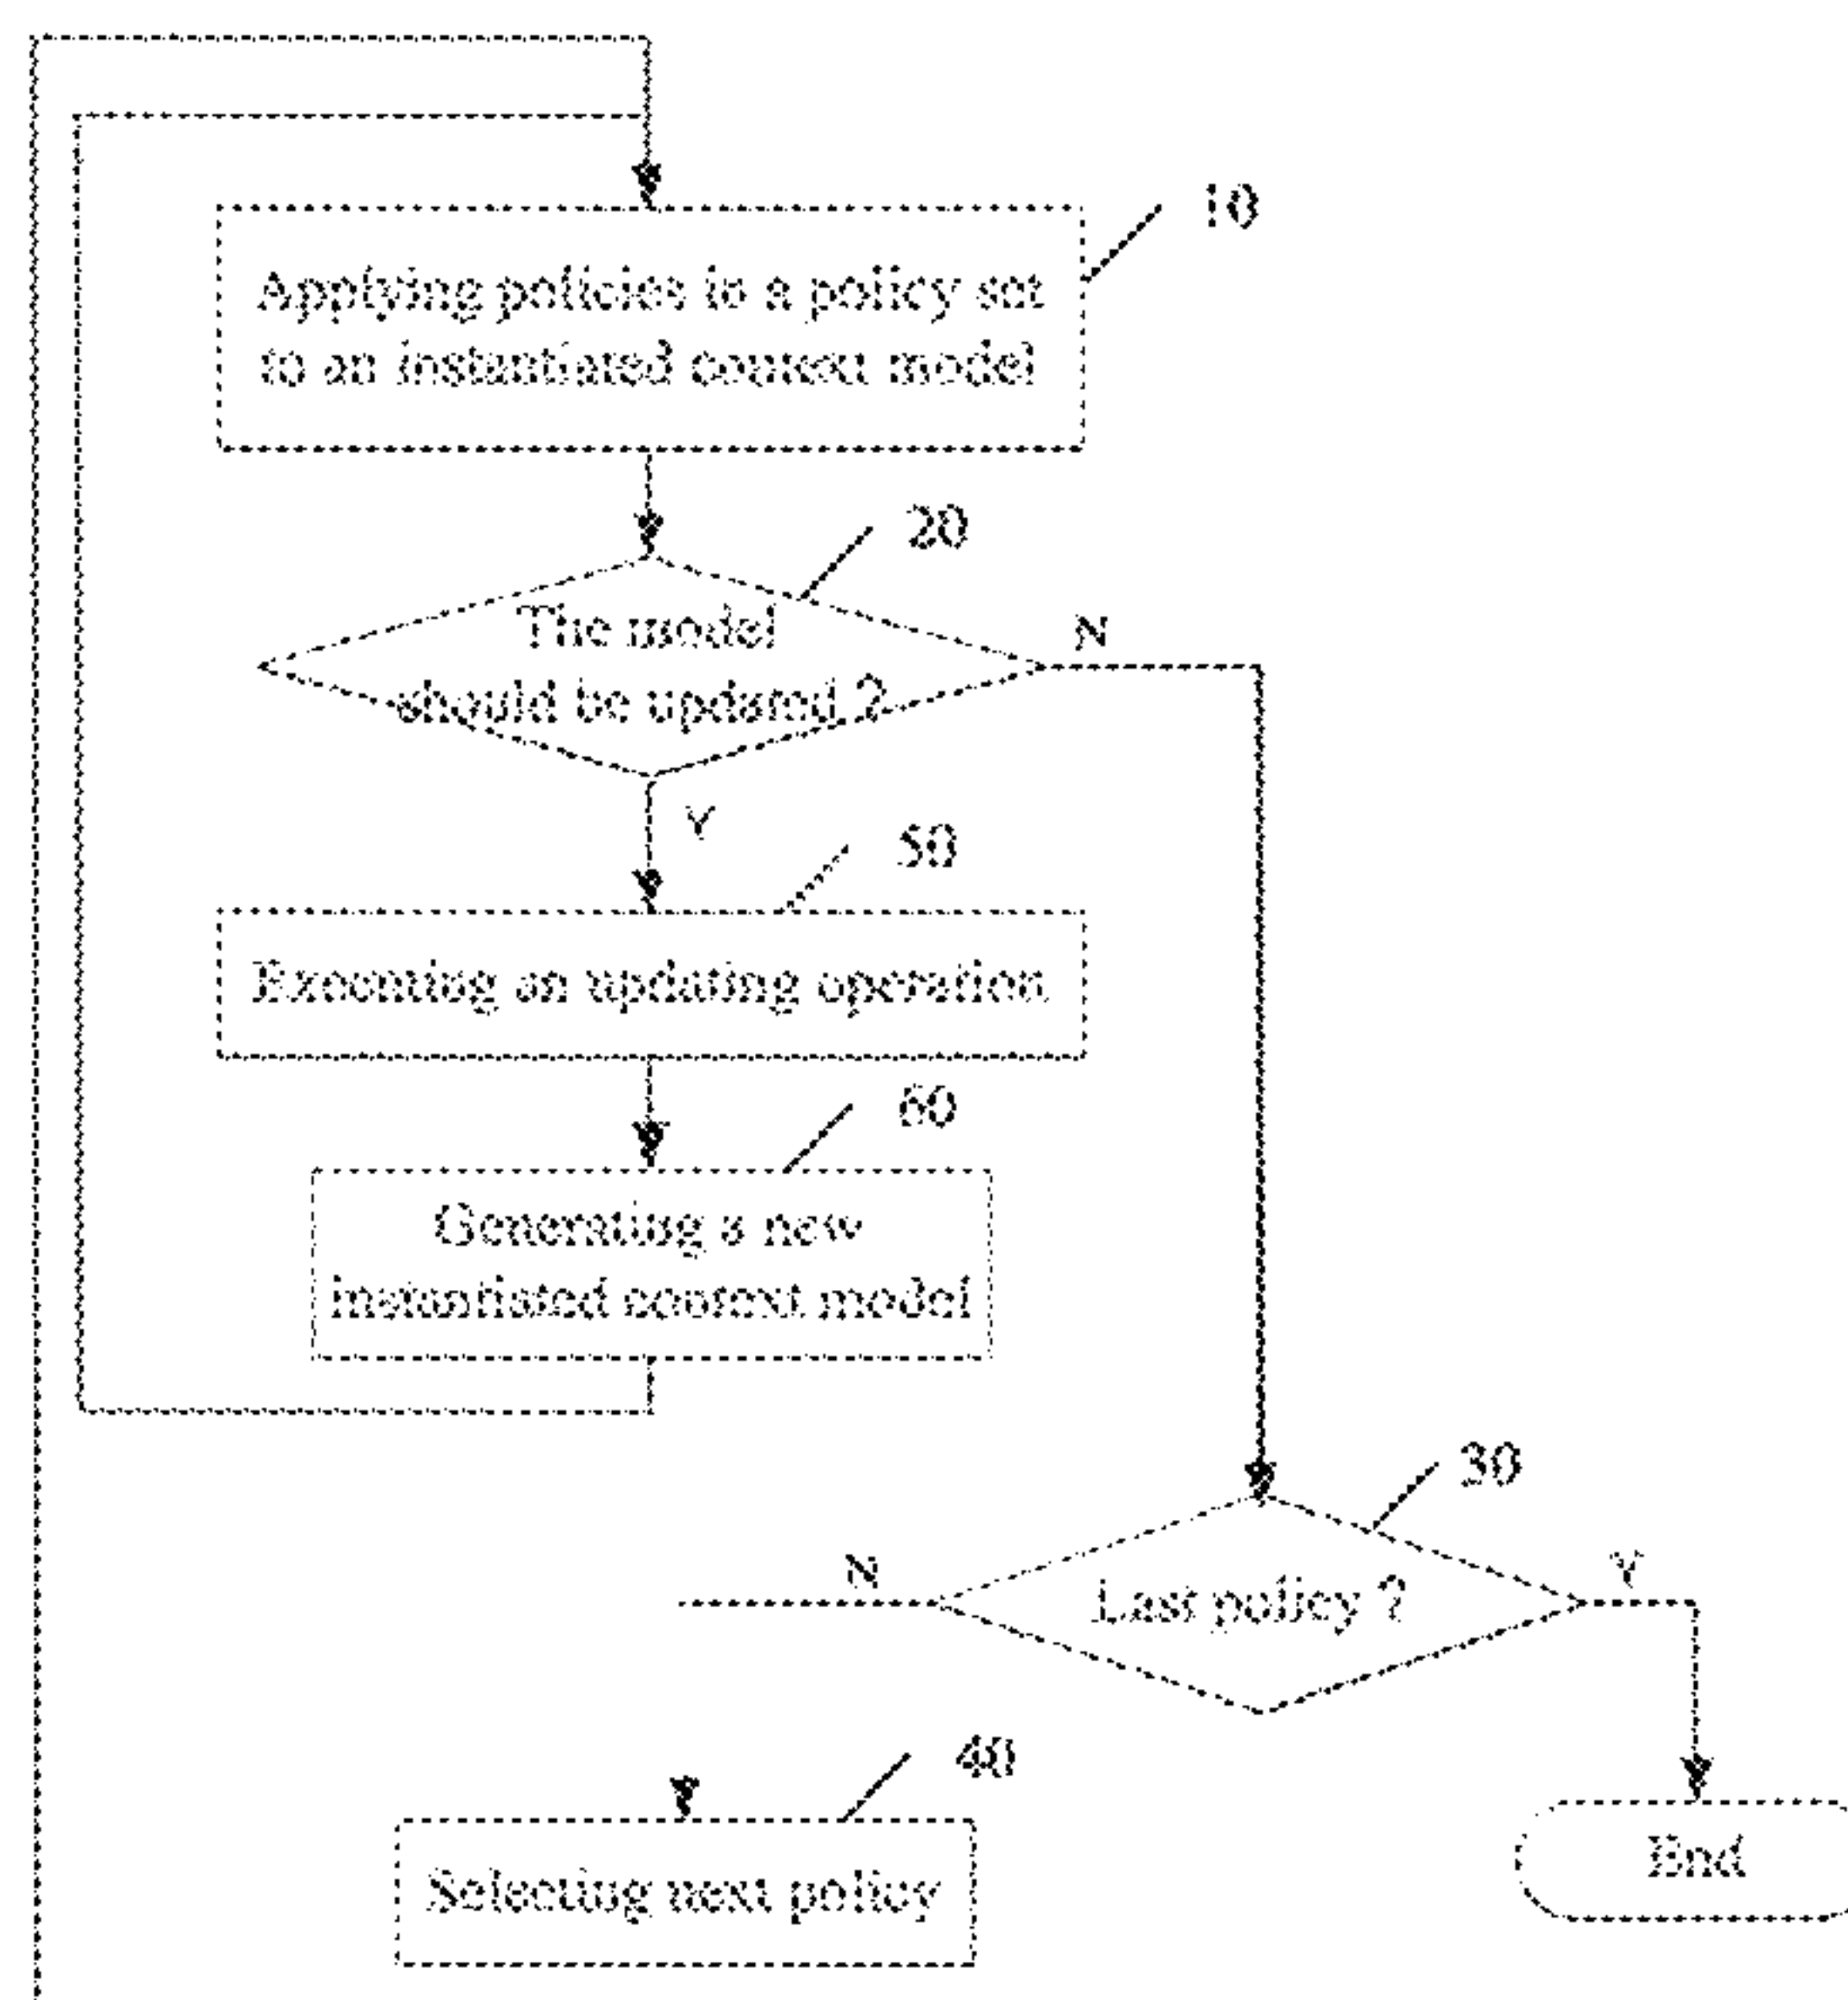 10
Applying policies in a policy set
to an instantiated context model
20
The model
should be updated ?
N
Y
50
Executing an updating operation
60
Generating a new
instantiated context model
30
N
Last policy ?
Y
40
Selecting next policy
End